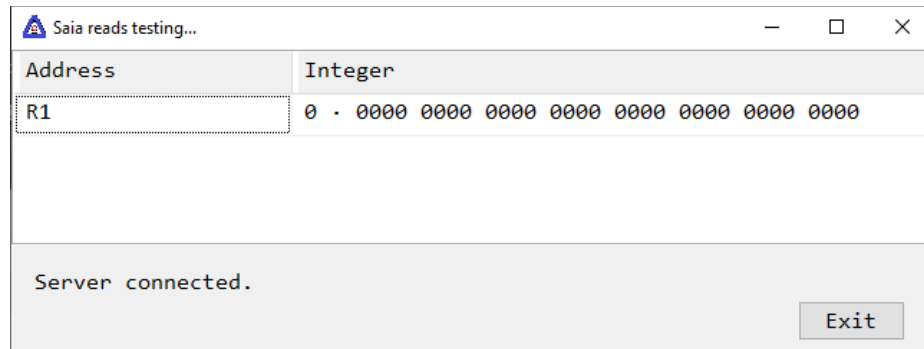 Saia reads testing...
Address Integer
R1 0 · 0000 0000 0000 0000 0000 0000 0000 0000
Server connected.
Exit